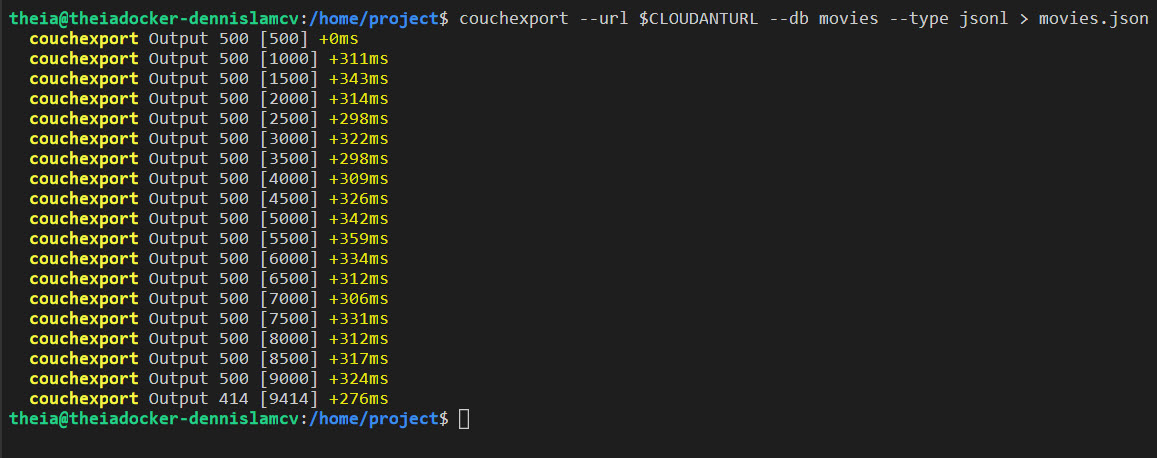 theia@theiadocker-dennislamcv:/home/project$ couchexport --url $CLOUDANTURL --db movies --type jsonl > movies.json
couchexport Output 500 [500] +0ms
couchexport Output 500 [1000] +311ms
couchexport Output 500 [1500] +343ms
couchexport Output 500 [2000] +314ms
couchexport Output 500 [2500] +298ms
couchexport Output 500 [3000] +322ms
couchexport Output 500 [3500] +298ms
couchexport Output 500 [4000] +309ms
couchexport Output 500 [4500] +326ms
couchexport Output 500 [5000] +342ms
couchexport Output 500 [5500] +359ms
couchexport Output 500 [6000] +334ms
couchexport Output 500 [6500] +312ms
couchexport Output 500 [7000] +306ms
couchexport Output 500 [7500] +331ms
couchexport Output 500 [8000] +312ms
couchexport Output 500 [8500] +317ms
couchexport Output 500 [9000] +324ms
couchexport Output 414 [9414] +276ms
theia@theiadocker-dennislamcv:/home/project$